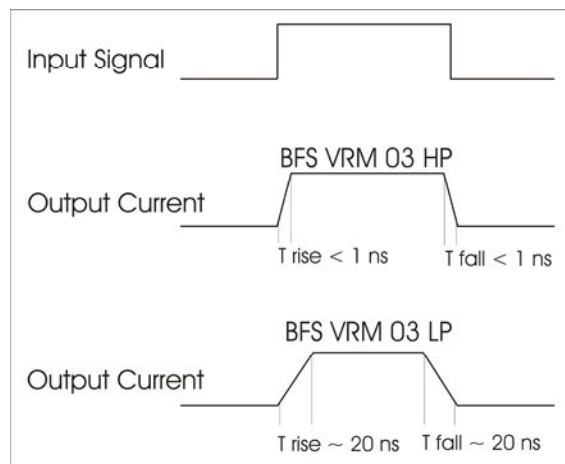 Input Signal
BFS VRM 03 HP
Output Current
T rise < 1 ns
T fall < 1 ns
BFS VRM 03 LP
Output Current
T rise ~ 20 ns
T fall ~ 20 ns